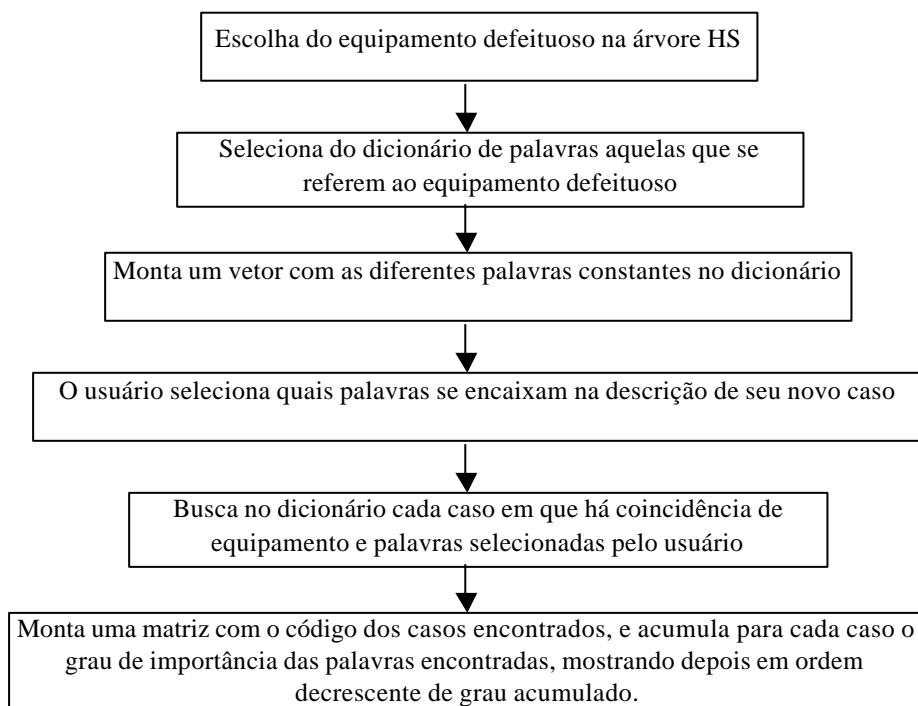 Escolha do equipamento defeituoso na árvore HS
Seleciona do dicionário de palavras aquelas que se
referem ao equipamento defeituoso
Monta um vetor com as diferentes palavras constantes no dicionário
O usuário seleciona quais palavras se encaixam na descrição de seu novo caso
Busca no dicionário cada caso em que há coincidência de
equipamento e palavras selecionadas pelo usuário
Monta uma matriz com o código dos casos encontrados, e acumula para cada caso o
grau de importância das palavras encontradas, mostrando depois em ordem
decrescente de grau acumulado.